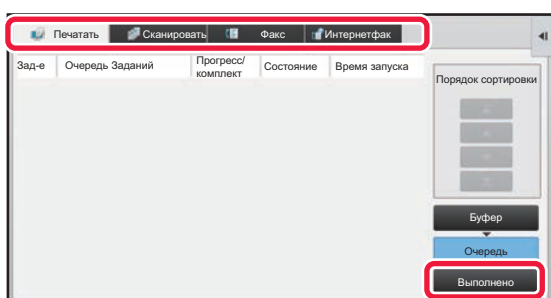 Печатать Сканировать Факс Интернетфак
Зад-е Очередь Заданий Прогресс/ комплект Состояние Время запуска
Порядок сортировки
Буфер
Очередь
Выполнено